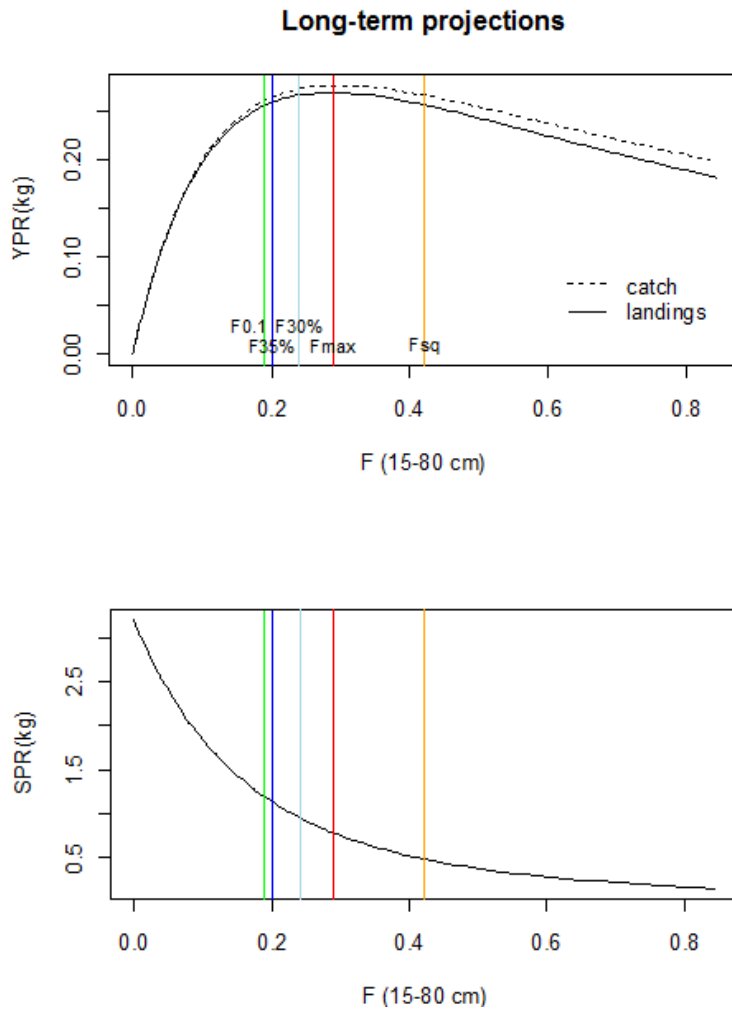 Long-term projections
YPR(kg)
0.20
0.10
0.00
catch
landings
F0.1 F30%
F35% Fmax Fsq
0.0 0.2 0.4 0.6 0.8
F (15-80 cm)
SPR(kg)
2.5
1.5
0.5
0.0 0.2 0.4 0.6 0.8
F (15-80 cm)